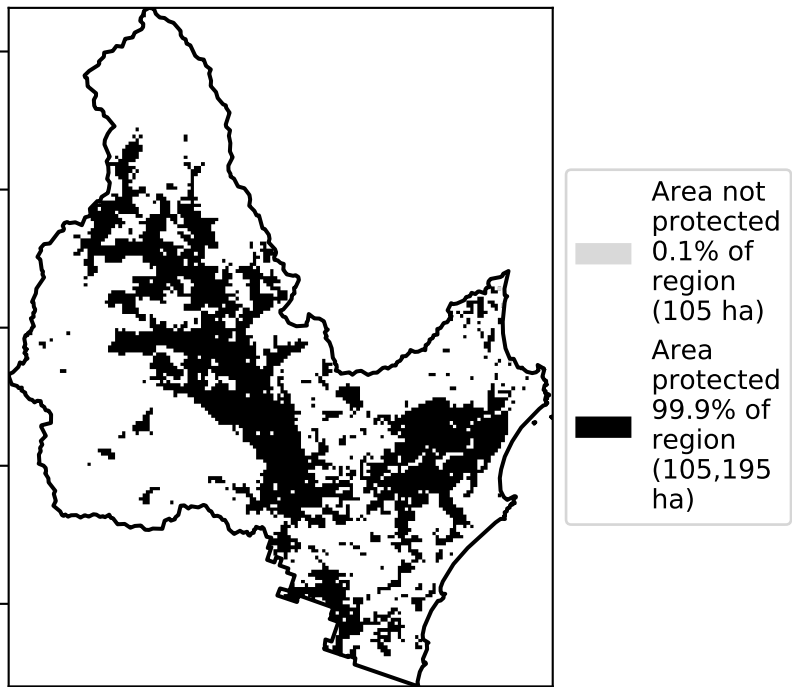 Area not
protected
0.1% of
region
(105 ha)
Area
protected
99.9% of
region
(105,195
ha)